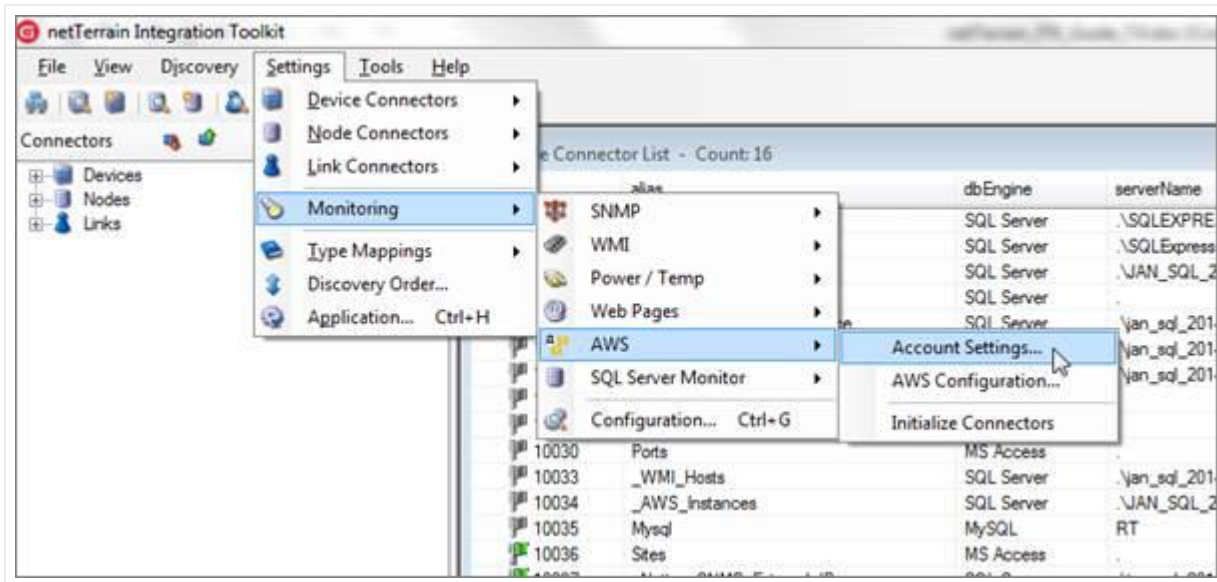 netTerrain Integration Toolkit
File View Discovery Settings Tools Help
Connectors
Devices
Nodes
Links
Device Connectors
Node Connectors
Link Connectors
Monitoring
Type Mappings
Discovery Order...
Application... Ctrl+H
SNMP
WMI
Power / Temp
Web Pages
AWS
SQL Server Monitor
Configuration... Ctrl+G
Account Settings...
AWS Configuration...
Initialize Connectors
e Connector List - Count: 16
alias dbEngine serverName
SQL Server .\SQLEXPRE
SQL Server .\SQLExpress
SQL Server .\JAN_SQL_2
SQL Server .
SQL Server .\jan_sql_201
.\jan_sql_201
.\jan_sql_201
10030 Ports MS Access .
10033 _WMI_Hosts SQL Server .\jan_sql_201
10034 _AWS_Instances SQL Server .\JAN_SQL_2
10035 Mysql MySQL RT
10036 Sites MS Access .